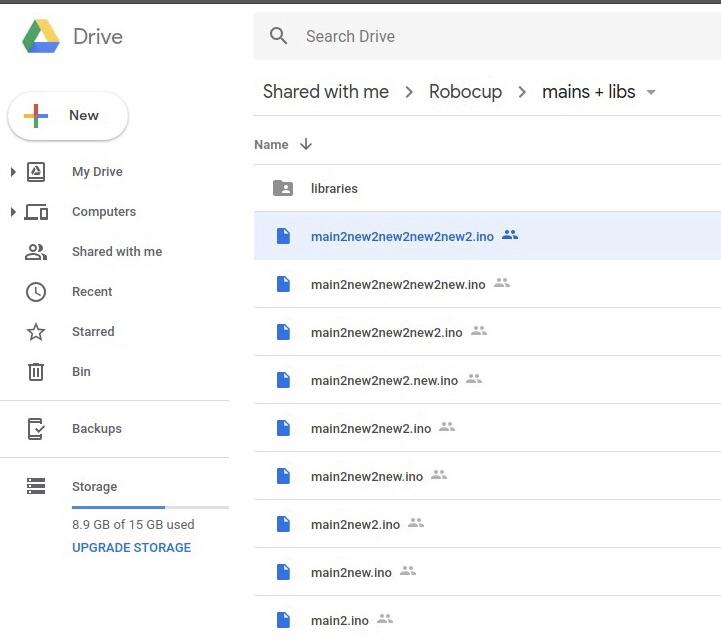 Drive
Search Drive
New
My Drive
Computers
Shared with me
Recent
Starred
Bin
Backups
Storage
8.9 GB of 15 GB used
UPGRADE STORAGE
Shared with me > Robocup > mains + libs
Name
libraries
main2new2new2new2new2.ino
main2new2new2new2new.ino
main2new2new2new2.ino
main2new2new2.new.ino
main2new2new2.ino
main2new2new.ino
main2new2.ino
main2new.ino
main2.ino